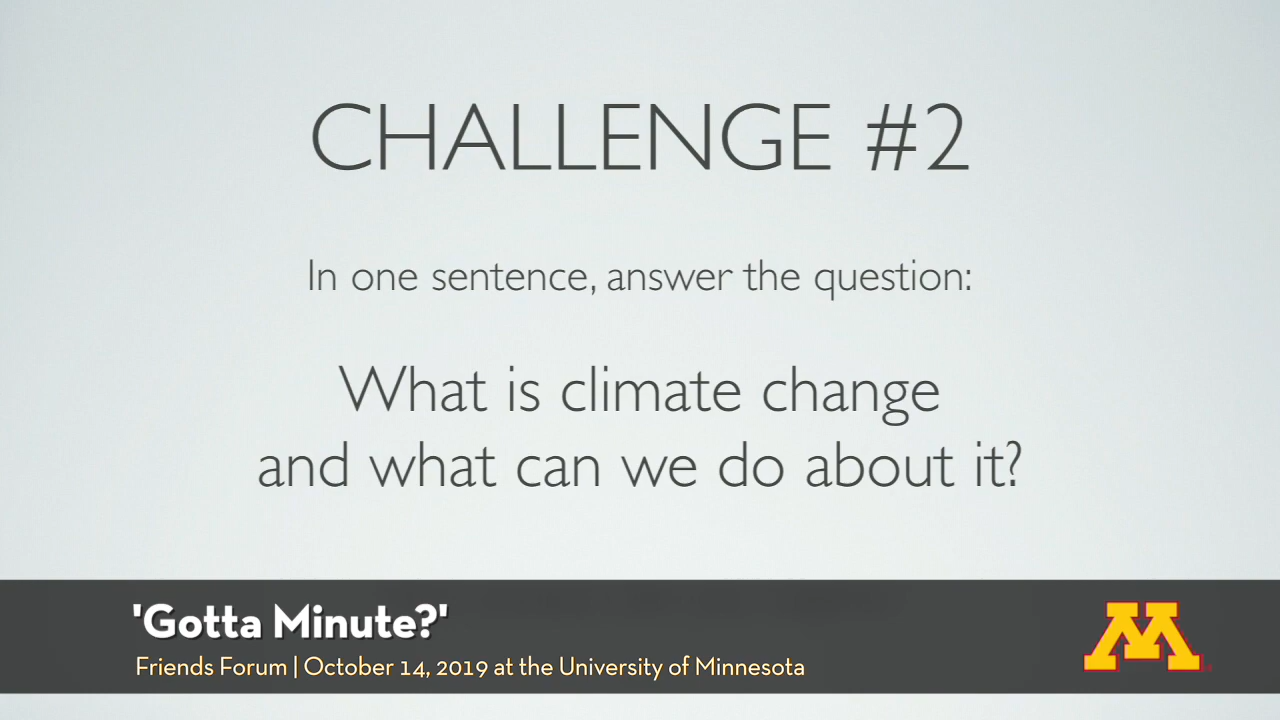 CHALLENGE #2
In one sentence, answer the question:
What is climate change
and what can we do about it?
'Gotta Minute?'
Friends Forum | October 14, 2019 at the University of Minnesota
M